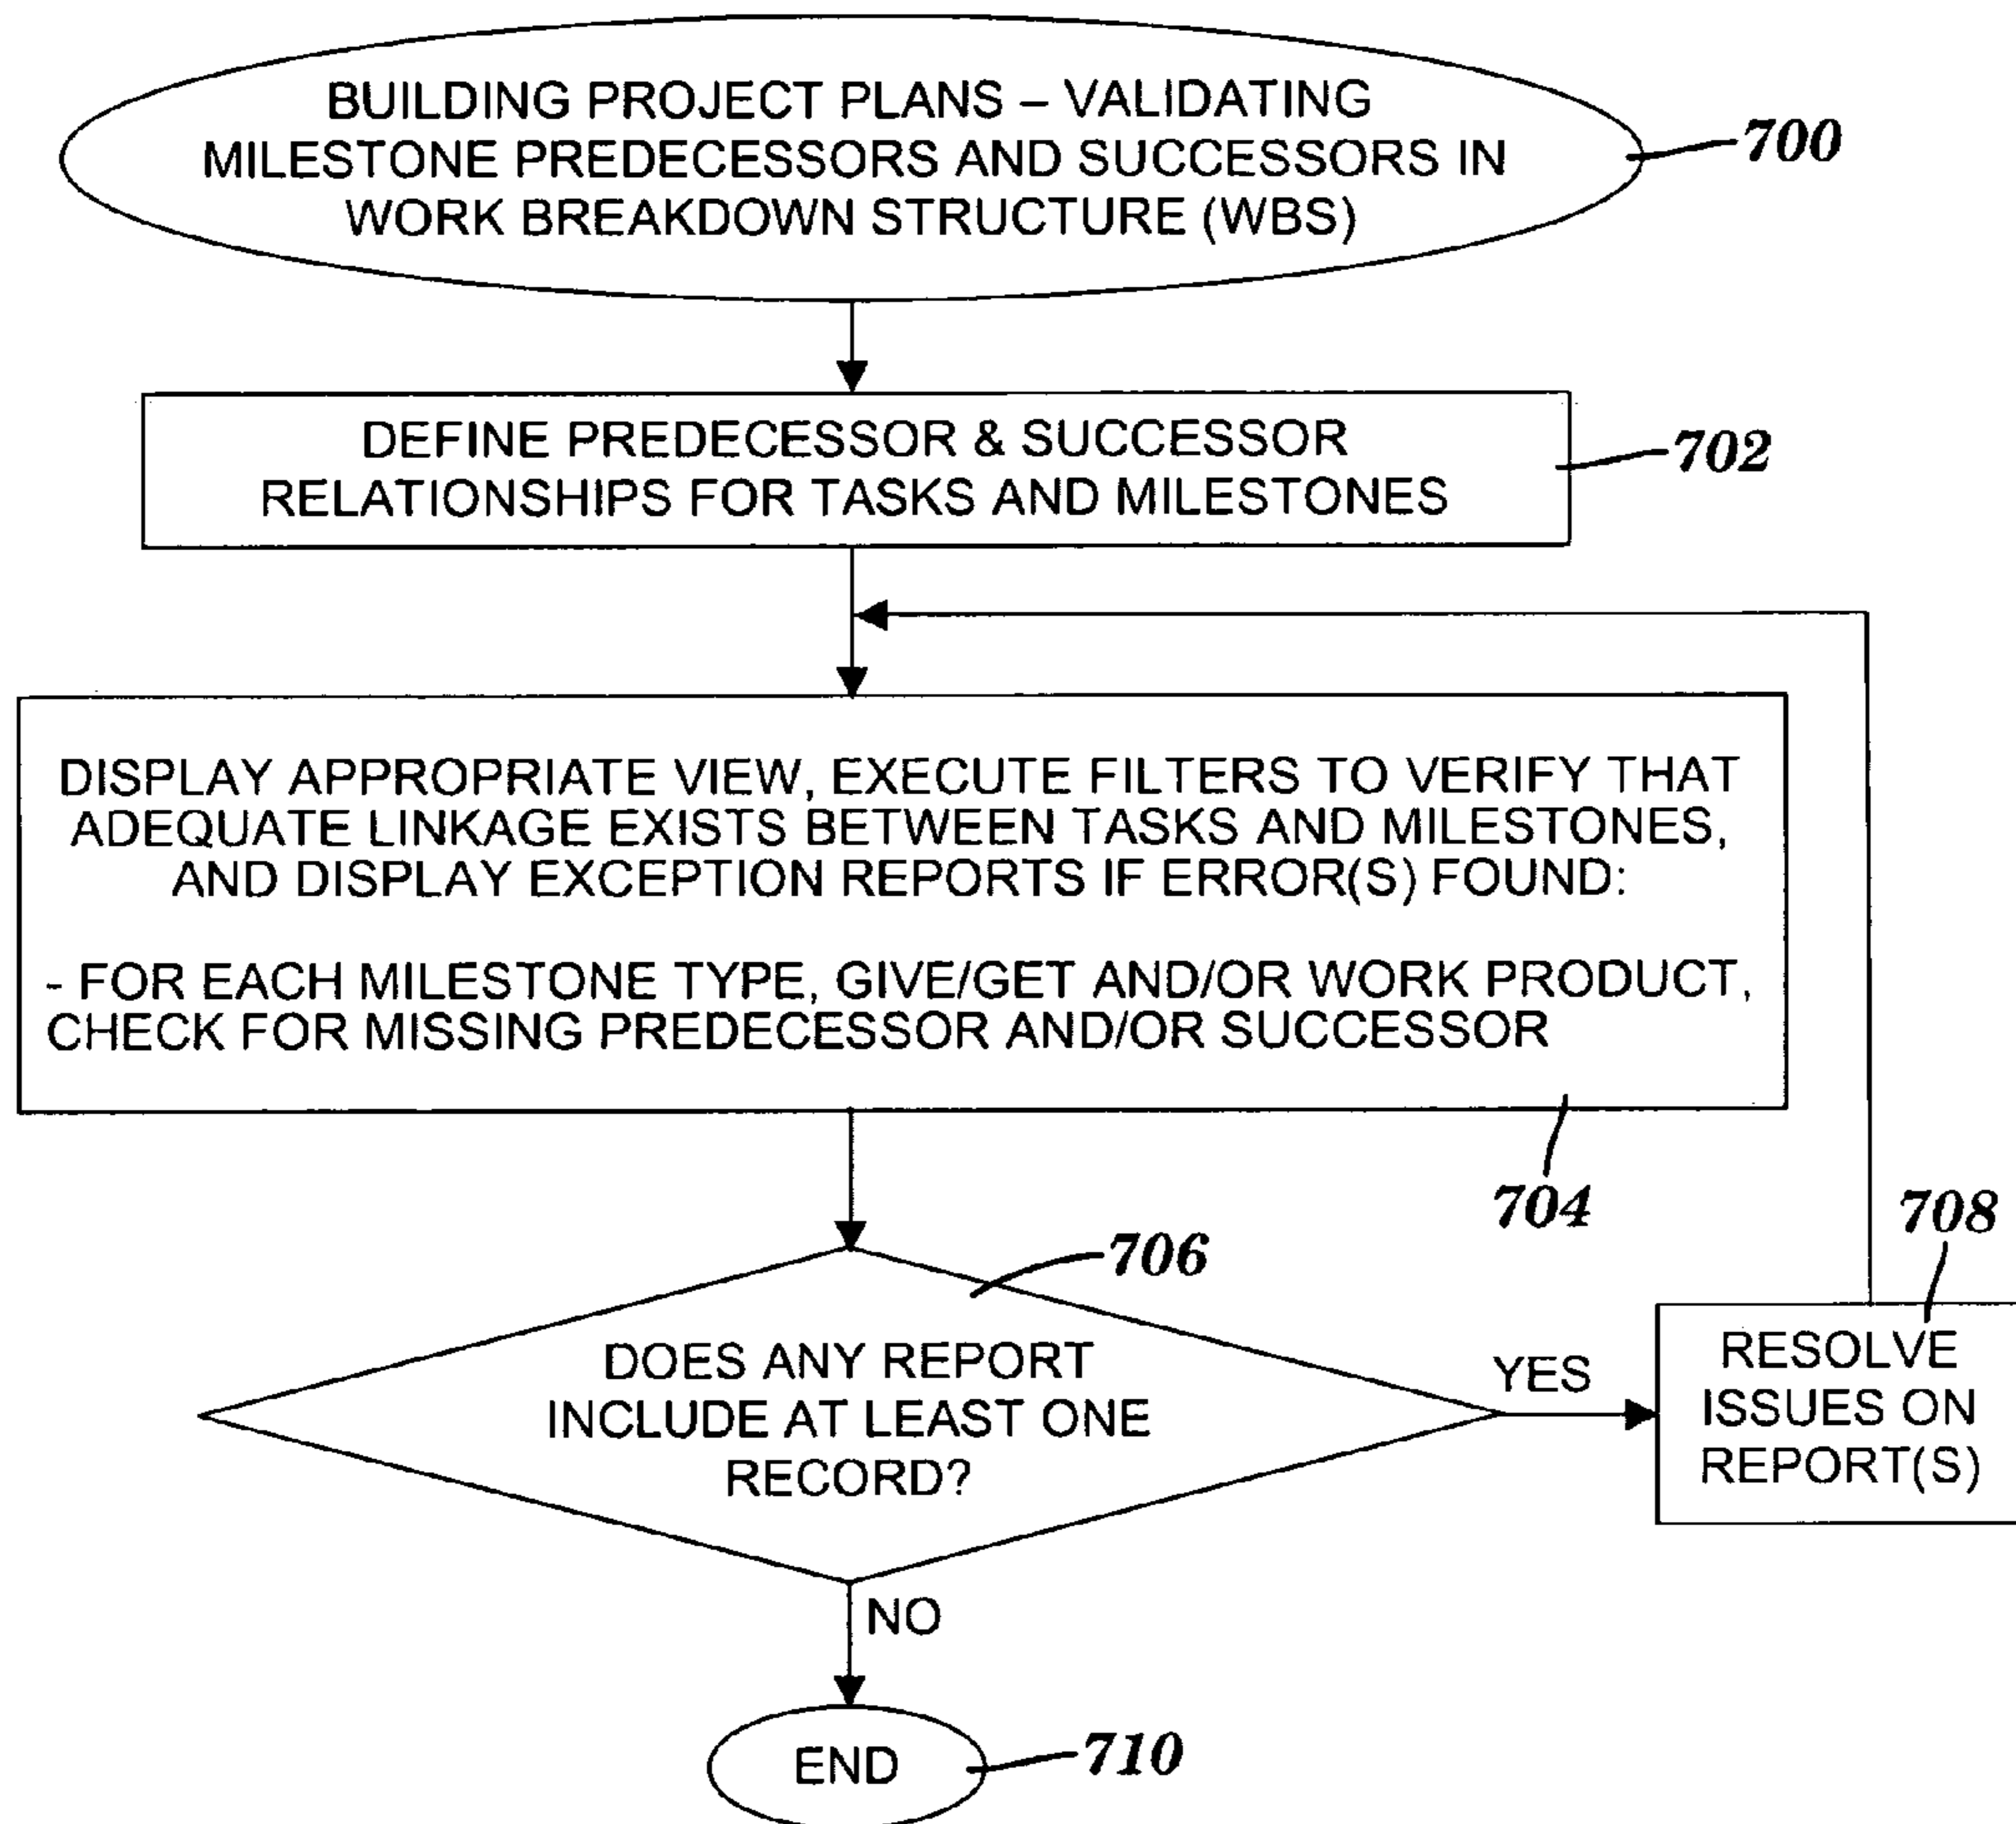 BUILDING PROJECT PLANS – VALIDATING
MILESTONE PREDECESSORS AND SUCCESSORS IN
WORK BREAKDOWN STRUCTURE (WBS)
700
DEFINE PREDECESSOR & SUCCESSOR
RELATIONSHIPS FOR TASKS AND MILESTONES
702
DISPLAY APPROPRIATE VIEW, EXECUTE FILTERS TO VERIFY THAT
ADEQUATE LINKAGE EXISTS BETWEEN TASKS AND MILESTONES,
AND DISPLAY EXCEPTION REPORTS IF ERROR(S) FOUND:
- FOR EACH MILESTONE TYPE, GIVE/GET AND/OR WORK PRODUCT,
CHECK FOR MISSING PREDECESSOR AND/OR SUCCESSOR
704
706
DOES ANY REPORT
INCLUDE AT LEAST ONE
RECORD?
YES
708
RESOLVE
ISSUES ON
REPORT(S)
NO
END
710